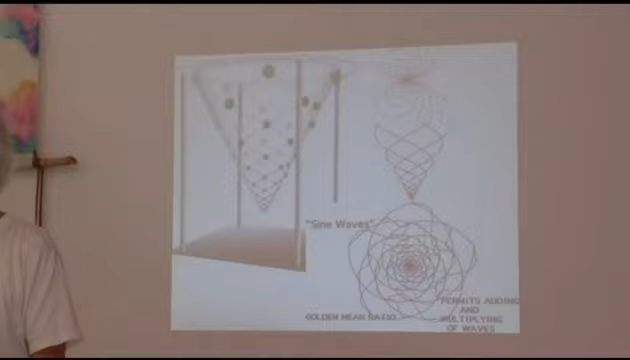 "Sine Waves"
GOLDEN MEAN RATIO
PERMITS ADDING
AND
MULTIPLYING
OF WAVES